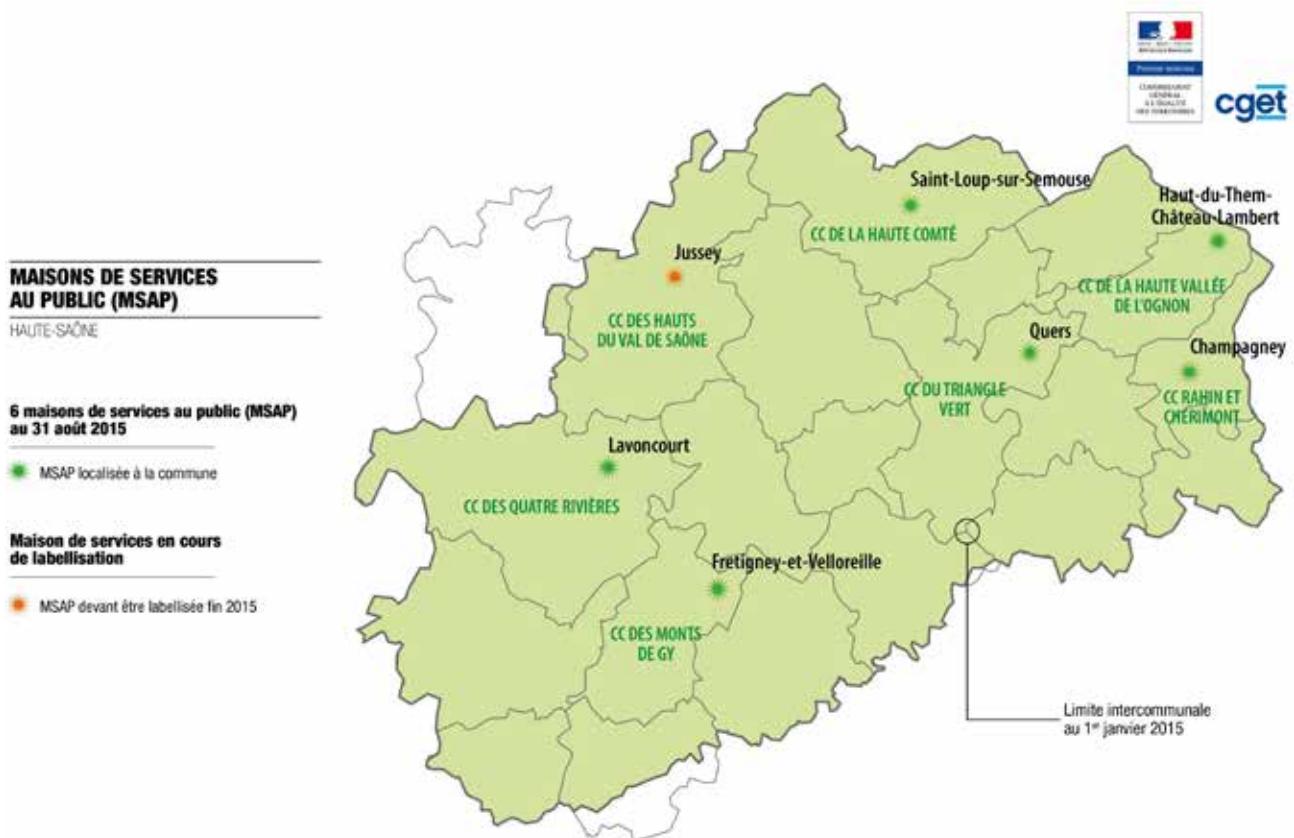 cget
MAISONS DE SERVICES
AU PUBLIC (MSAP)
HAUTE-SAÔNE
6 maisons de services au public (MSAP)
au 31 août 2015
MSAP localisée à la commune
Maison de services en cours
de labellisation
MSAP devant être labellisée fin 2015
Saint-Loup-sur-Semouse
CC DE LA HAUTE COMTÉ
Haut-du-Them-
Château-Lambert
CC DE LA HAUTE VALLÉE
DE L'OGNON
Jussey
CC DES HAUTS
DU VAL DE SAÔNE
Quers
CC DU TRIANGLE
VERT
Champagney
CC RAHIN ET
CHÉRIMONT
Lavoncourt
CC DES QUATRE RIVIÈRES
Fretigney-et-Velloreille
CC DES MONTS
DE GY
Limite intercommunale
au 1er janvier 2015